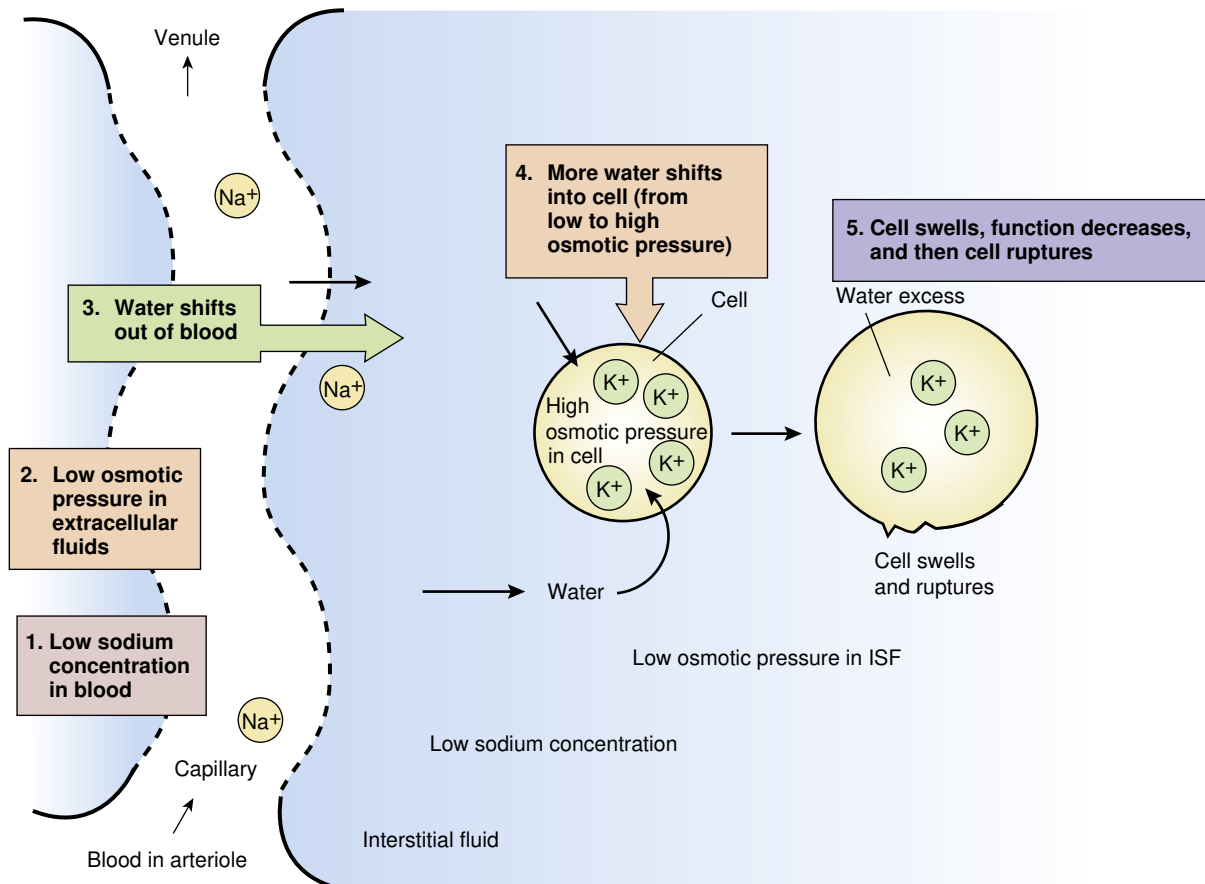 Venule
Na+
4. More water shifts
into cell (from
low to high
osmotic pressure)
5. Cell swells, function decreases,
and then cell ruptures
3. Water shifts
out of blood
Cell
Water excess
Na+
K+
K+
High
osmotic pressure
in cell
K+
K+
K+
K+
K+
2. Low osmotic
pressure in
extracellular
fluids
Cell swells
and ruptures
Water
1. Low sodium
concentration
in blood
Low osmotic pressure in ISF
Na+
Low sodium concentration
Capillary
Interstitial fluid
Blood in arteriole